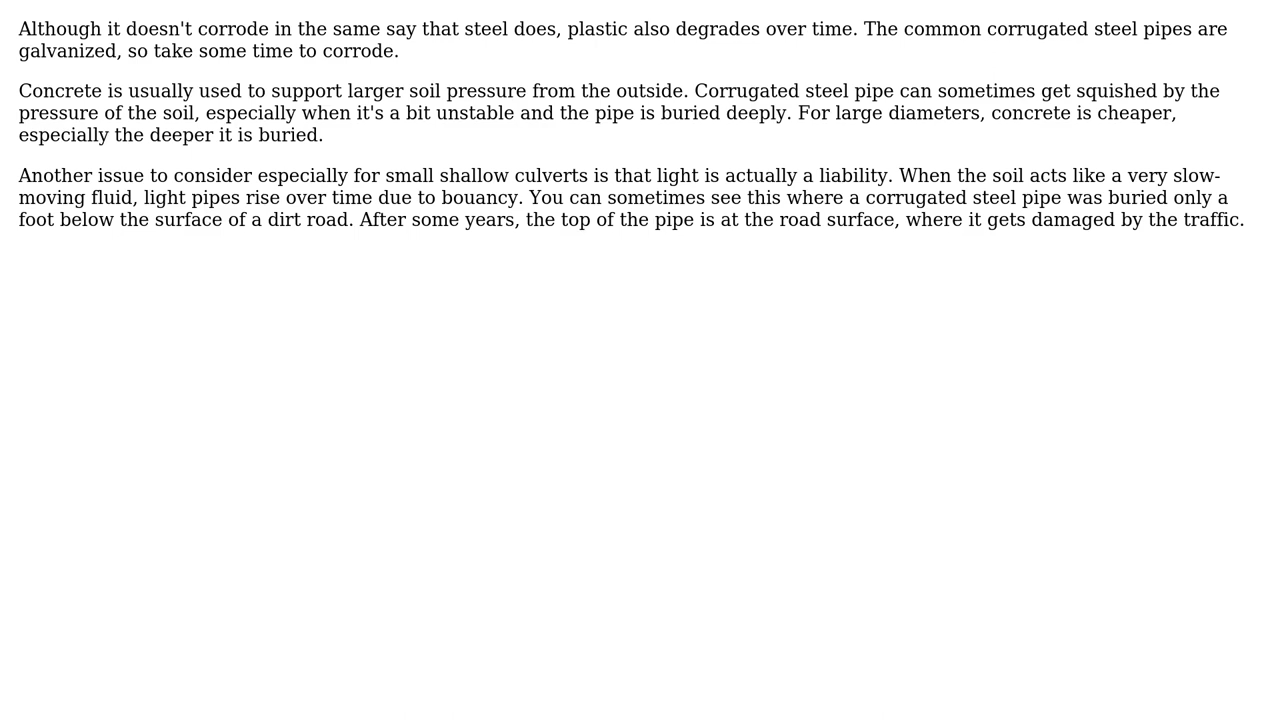 Although it doesn't corrode in the same say that steel does, plastic also degrades over time. The common corrugated steel pipes are
galvanized, so take some time to corrode.
Concrete is usually used to support larger soil pressure from the outside. Corrugated steel pipe can sometimes get squished by the
pressure of the soil, especially when it's a bit unstable and the pipe is buried deeply. For large diameters, concrete is cheaper,
especially the deeper it is buried.
Another issue to consider especially for small shallow culverts is that light is actually a liability. When the soil acts like a very slow-
moving fluid, light pipes rise over time due to bouancy. You can sometimes see this where a corrugated steel pipe was buried only a
foot below the surface of a dirt road. After some years, the top of the pipe is at the road surface, where it gets damaged by the traffic.